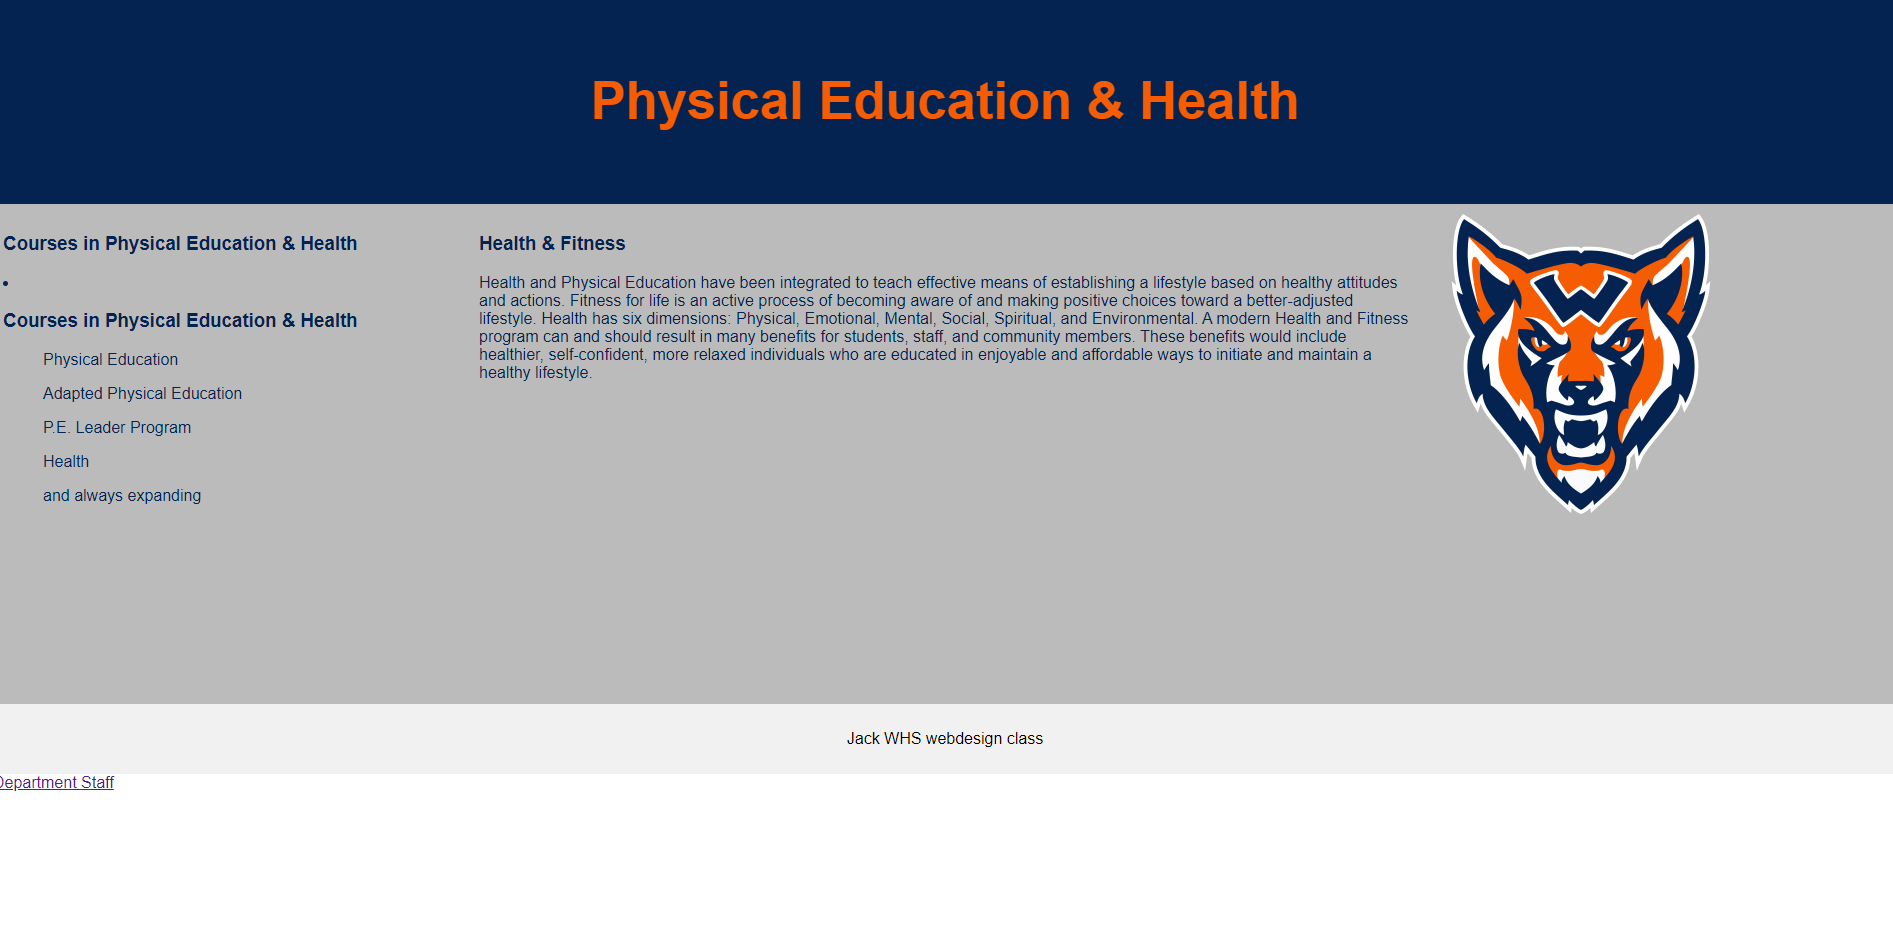 Physical Education & Health
Courses in Physical Education & Health
Courses in Physical Education & Health
Physical Education
Adapted Physical Education
P.E. Leader Program
Health
and always expanding
Health & Fitness
Health and Physical Education have been integrated to teach effective means of establishing a lifestyle based on healthy attitudes
and actions. Fitness for life is an active process of becoming aware of and making positive choices toward a better-adjusted
lifestyle. Health has six dimensions: Physical, Emotional, Mental, Social, Spiritual, and Environmental. A modern Health and Fitness
program can and should result in many benefits for students, staff, and community members. These benefits would include
healthier, self-confident, more relaxed individuals who are educated in enjoyable and affordable ways to initiate and maintain a
healthy lifestyle.
Jack WHS webdesign class
Department Staff